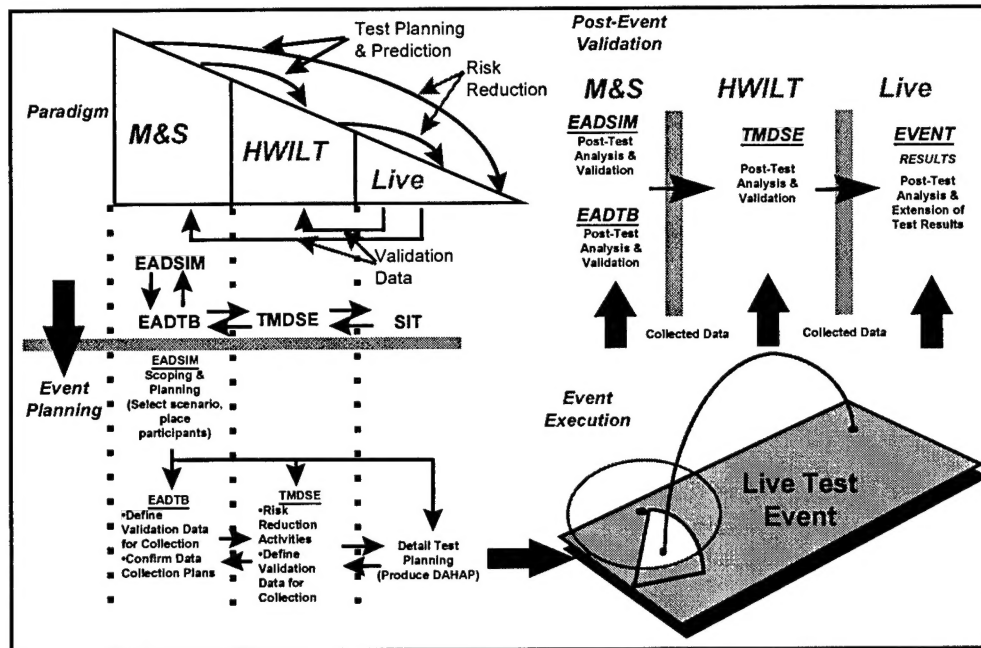 Test Planning
& Prediction
Risk
Reduction
Paradigm
M&S
HWILT
Live
Validation
Data
EADSIM
EADTB
TMDSE
SIT
Event
Planning
EADSIM
Scoping &
Planning
(Select scenario,
place
participants)
EADTB
•Define
Validation Data
for Collection
•Confirm Data
Collection Plans
TMDSE
•Risk
Reduction
Activities
•Define
Validation
Data for
Collection
Detail Test
Planning
(Produce DAHAP)
Post-Event
Validation
M&S
HWILT
Live
EADSIM
Post-Test
Analysis &
Validation
EADTB
Post-Test
Analysis &
Validation
TMDSE
Post-Test
Analysis &
Validation
EVENT
RESULTS
Post-Test
Analysis &
Extension of
Test Results
Collected Data
Collected Data
Event
Execution
Live Test
Event